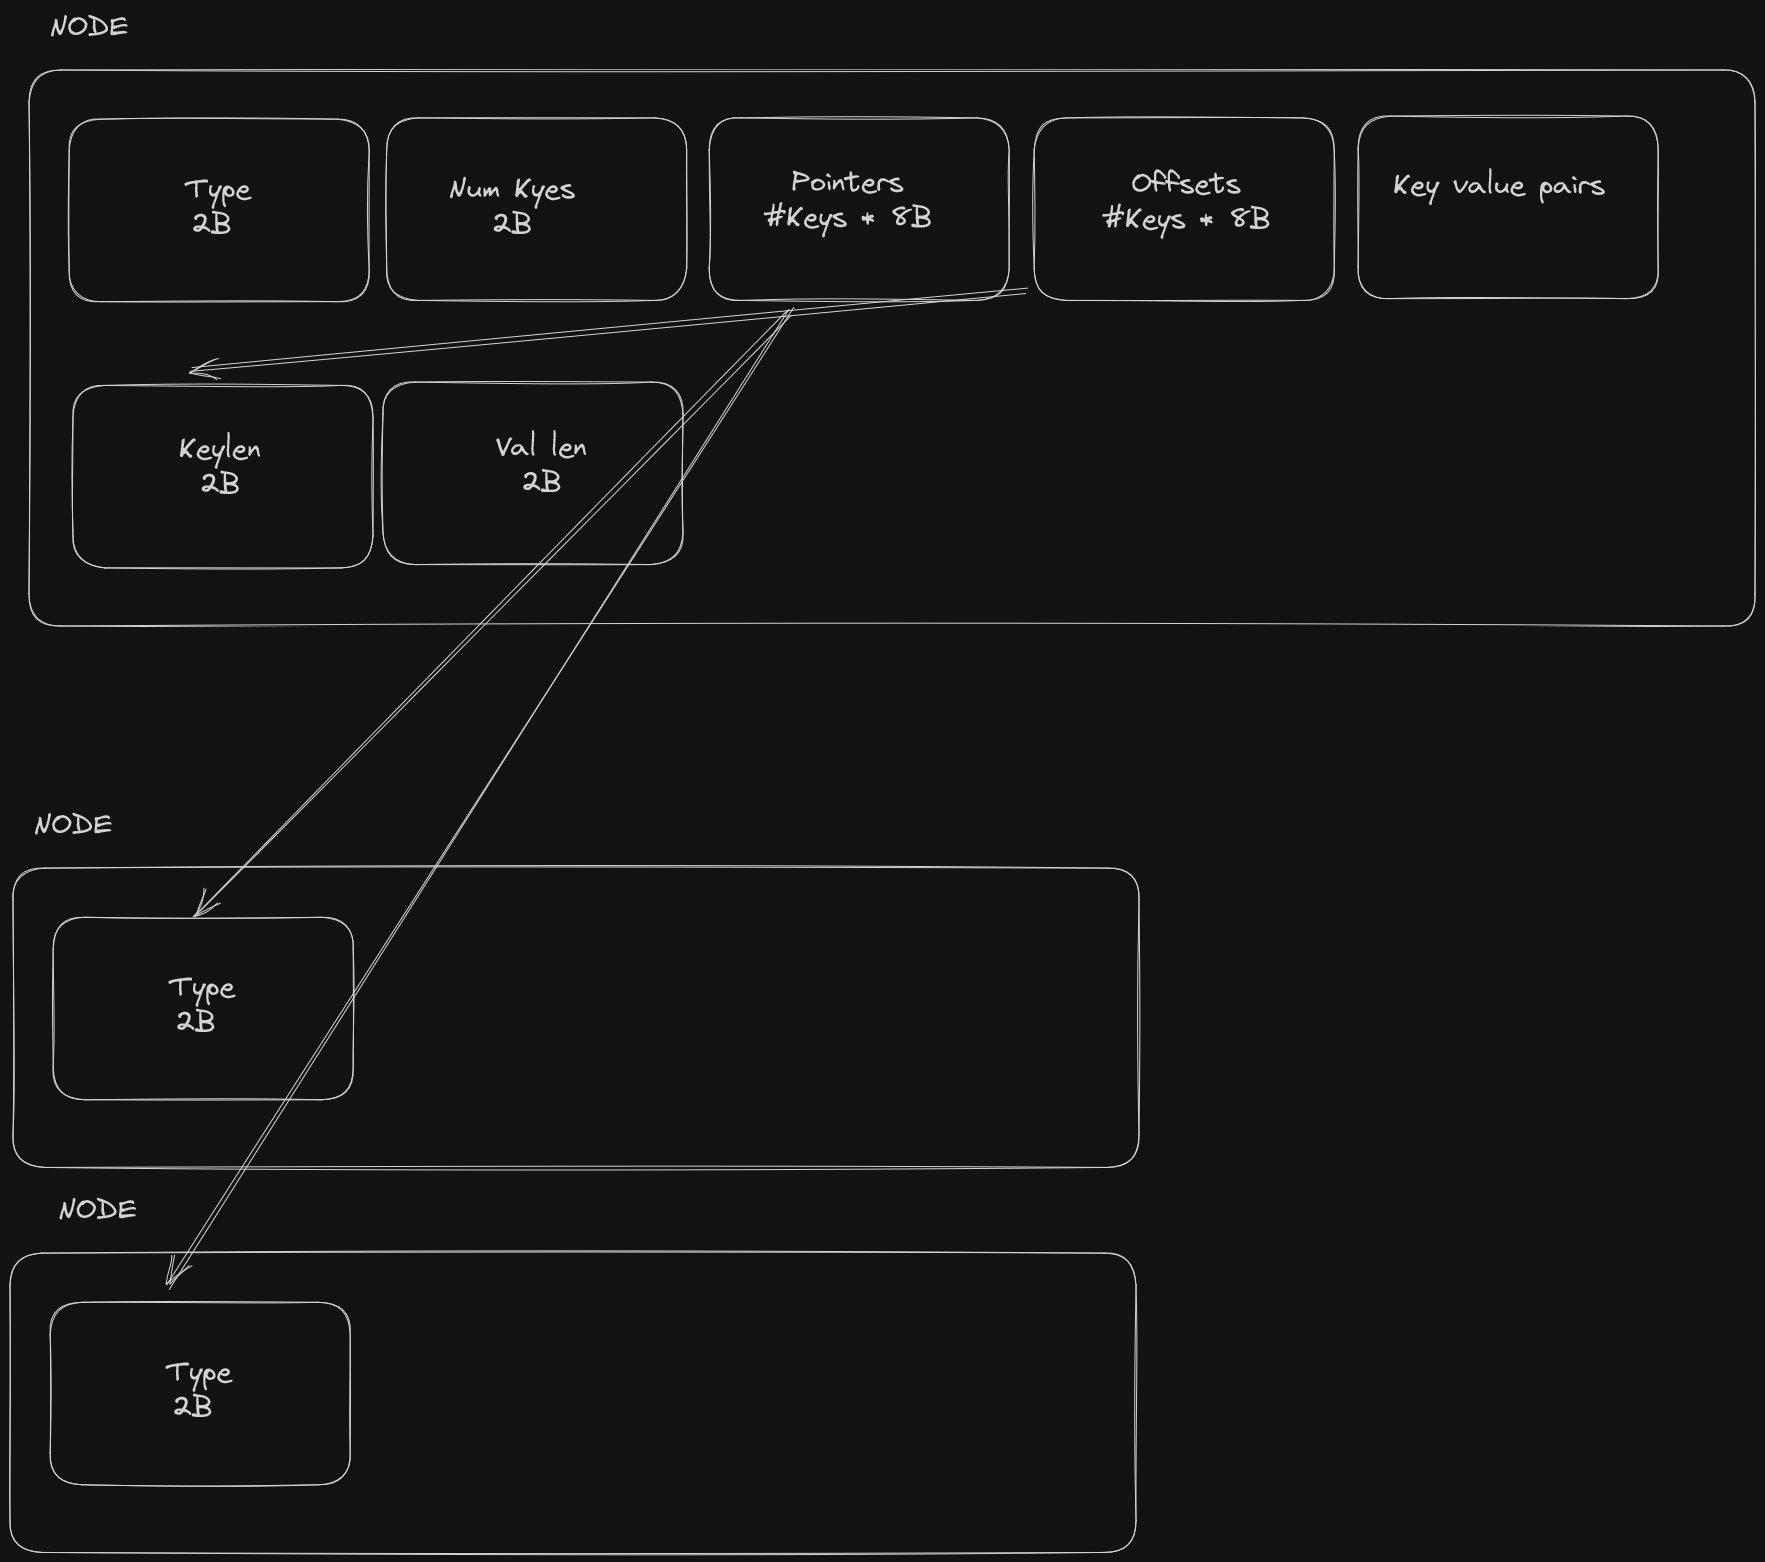 NODE
Type
2B
Num Kyes
2B
Pointers
#Keys * 8B
Offsets
#Keys * 8B
Key value pairs
Keylen
2B
Val len
2B
NODE
Type
2B
NODE
Type
2B